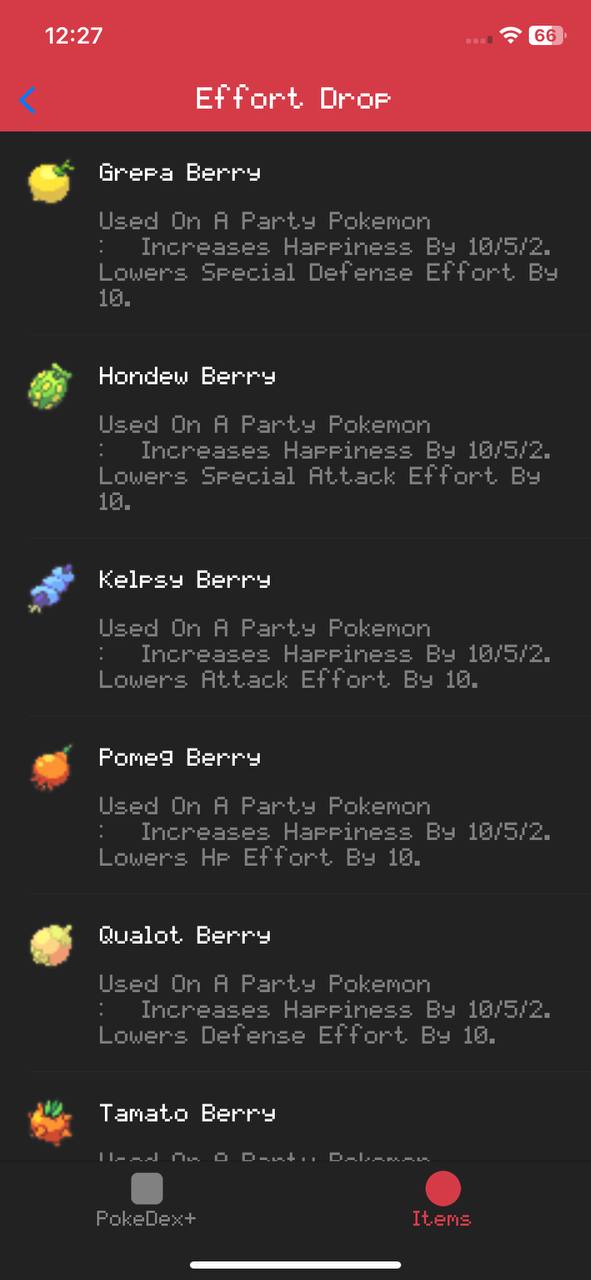 12:27
66
Effort Drop
Grepa Berry
Used On A Party Pokemon
:   Increases Happiness By 10/5/2.
Lowers Special Defense Effort By
10.
Hondew Berry
Used On A Party Pokemon
:   Increases Happiness By 10/5/2.
Lowers Special Attack Effort By
10.
Kelpsy Berry
Used On A Party Pokemon
:   Increases Happiness By 10/5/2.
Lowers Attack Effort By 10.
Pomeg Berry
Used On A Party Pokemon
:   Increases Happiness By 10/5/2.
Lowers Hp Effort By 10.
Qualot Berry
Used On A Party Pokemon
:   Increases Happiness By 10/5/2.
Lowers Defense Effort By 10.
Tamato Berry
Used On A Party Pokemon
PokeDex+
Items